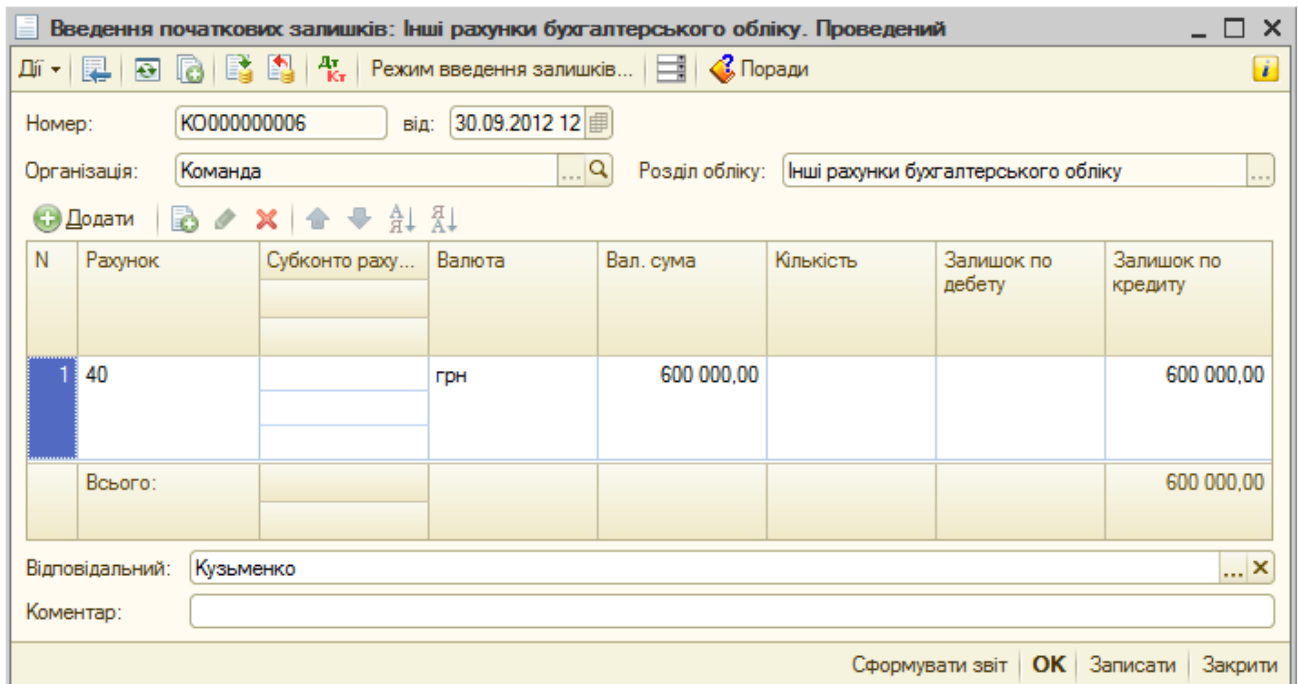 Введення початкових залишків: Інші рахунки бухгалтерського обліку. Проведений
Дії Дт Кт Режим введення залишків... Поради
Номер: КО000000006 від: 30.09.2012 12
Організація: Команда ... Розділ обліку: Інші рахунки бухгалтерського обліку ...
Додати
N Рахунок Субконто раху... Валюта Вал. сума Кількість Залишок по дебету Залишок по кредиту
1 40 грн 600 000,00 600 000,00
Всього: 600 000,00
Відповідальний: Кузьменко ...
Коментар:
Сформувати звіт ОК Записати Закрити